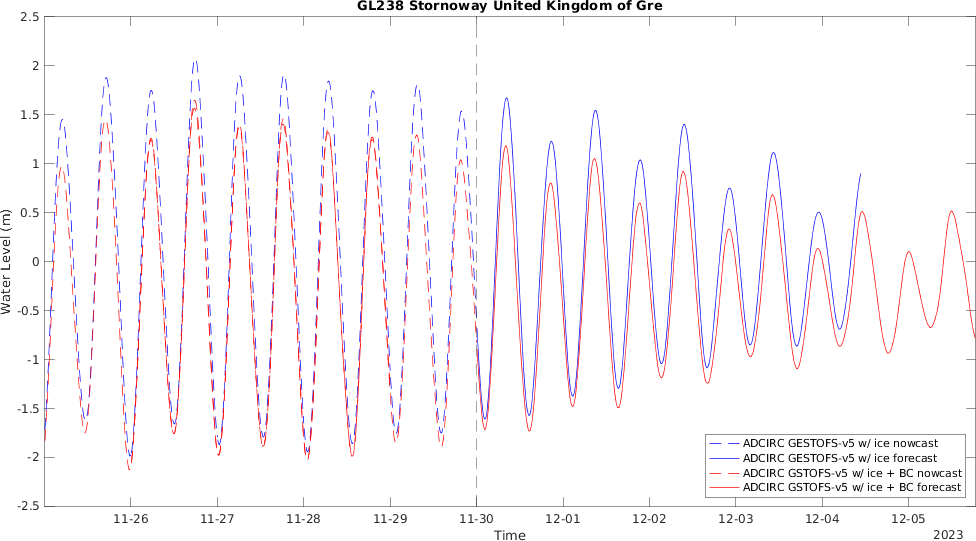 GL238 Stornoway United Kingdom of Gre
2.5
2
1.5
1
0.5
0
-0.5
-1
-1.5
-2
-2.5
Water Level (m)
ADCIRC GESTOFS-v5 w/ ice nowcast
ADCIRC GESTOFS-v5 w/ ice forecast
ADCIRC GSTOFS-v5 w/ ice + BC nowcast
ADCIRC GSTOFS-v5 w/ ice + BC forecast
11-26 11-27 11-28 11-29 11-30 12-01 12-02 12-03 12-04 12-05
Time
2023